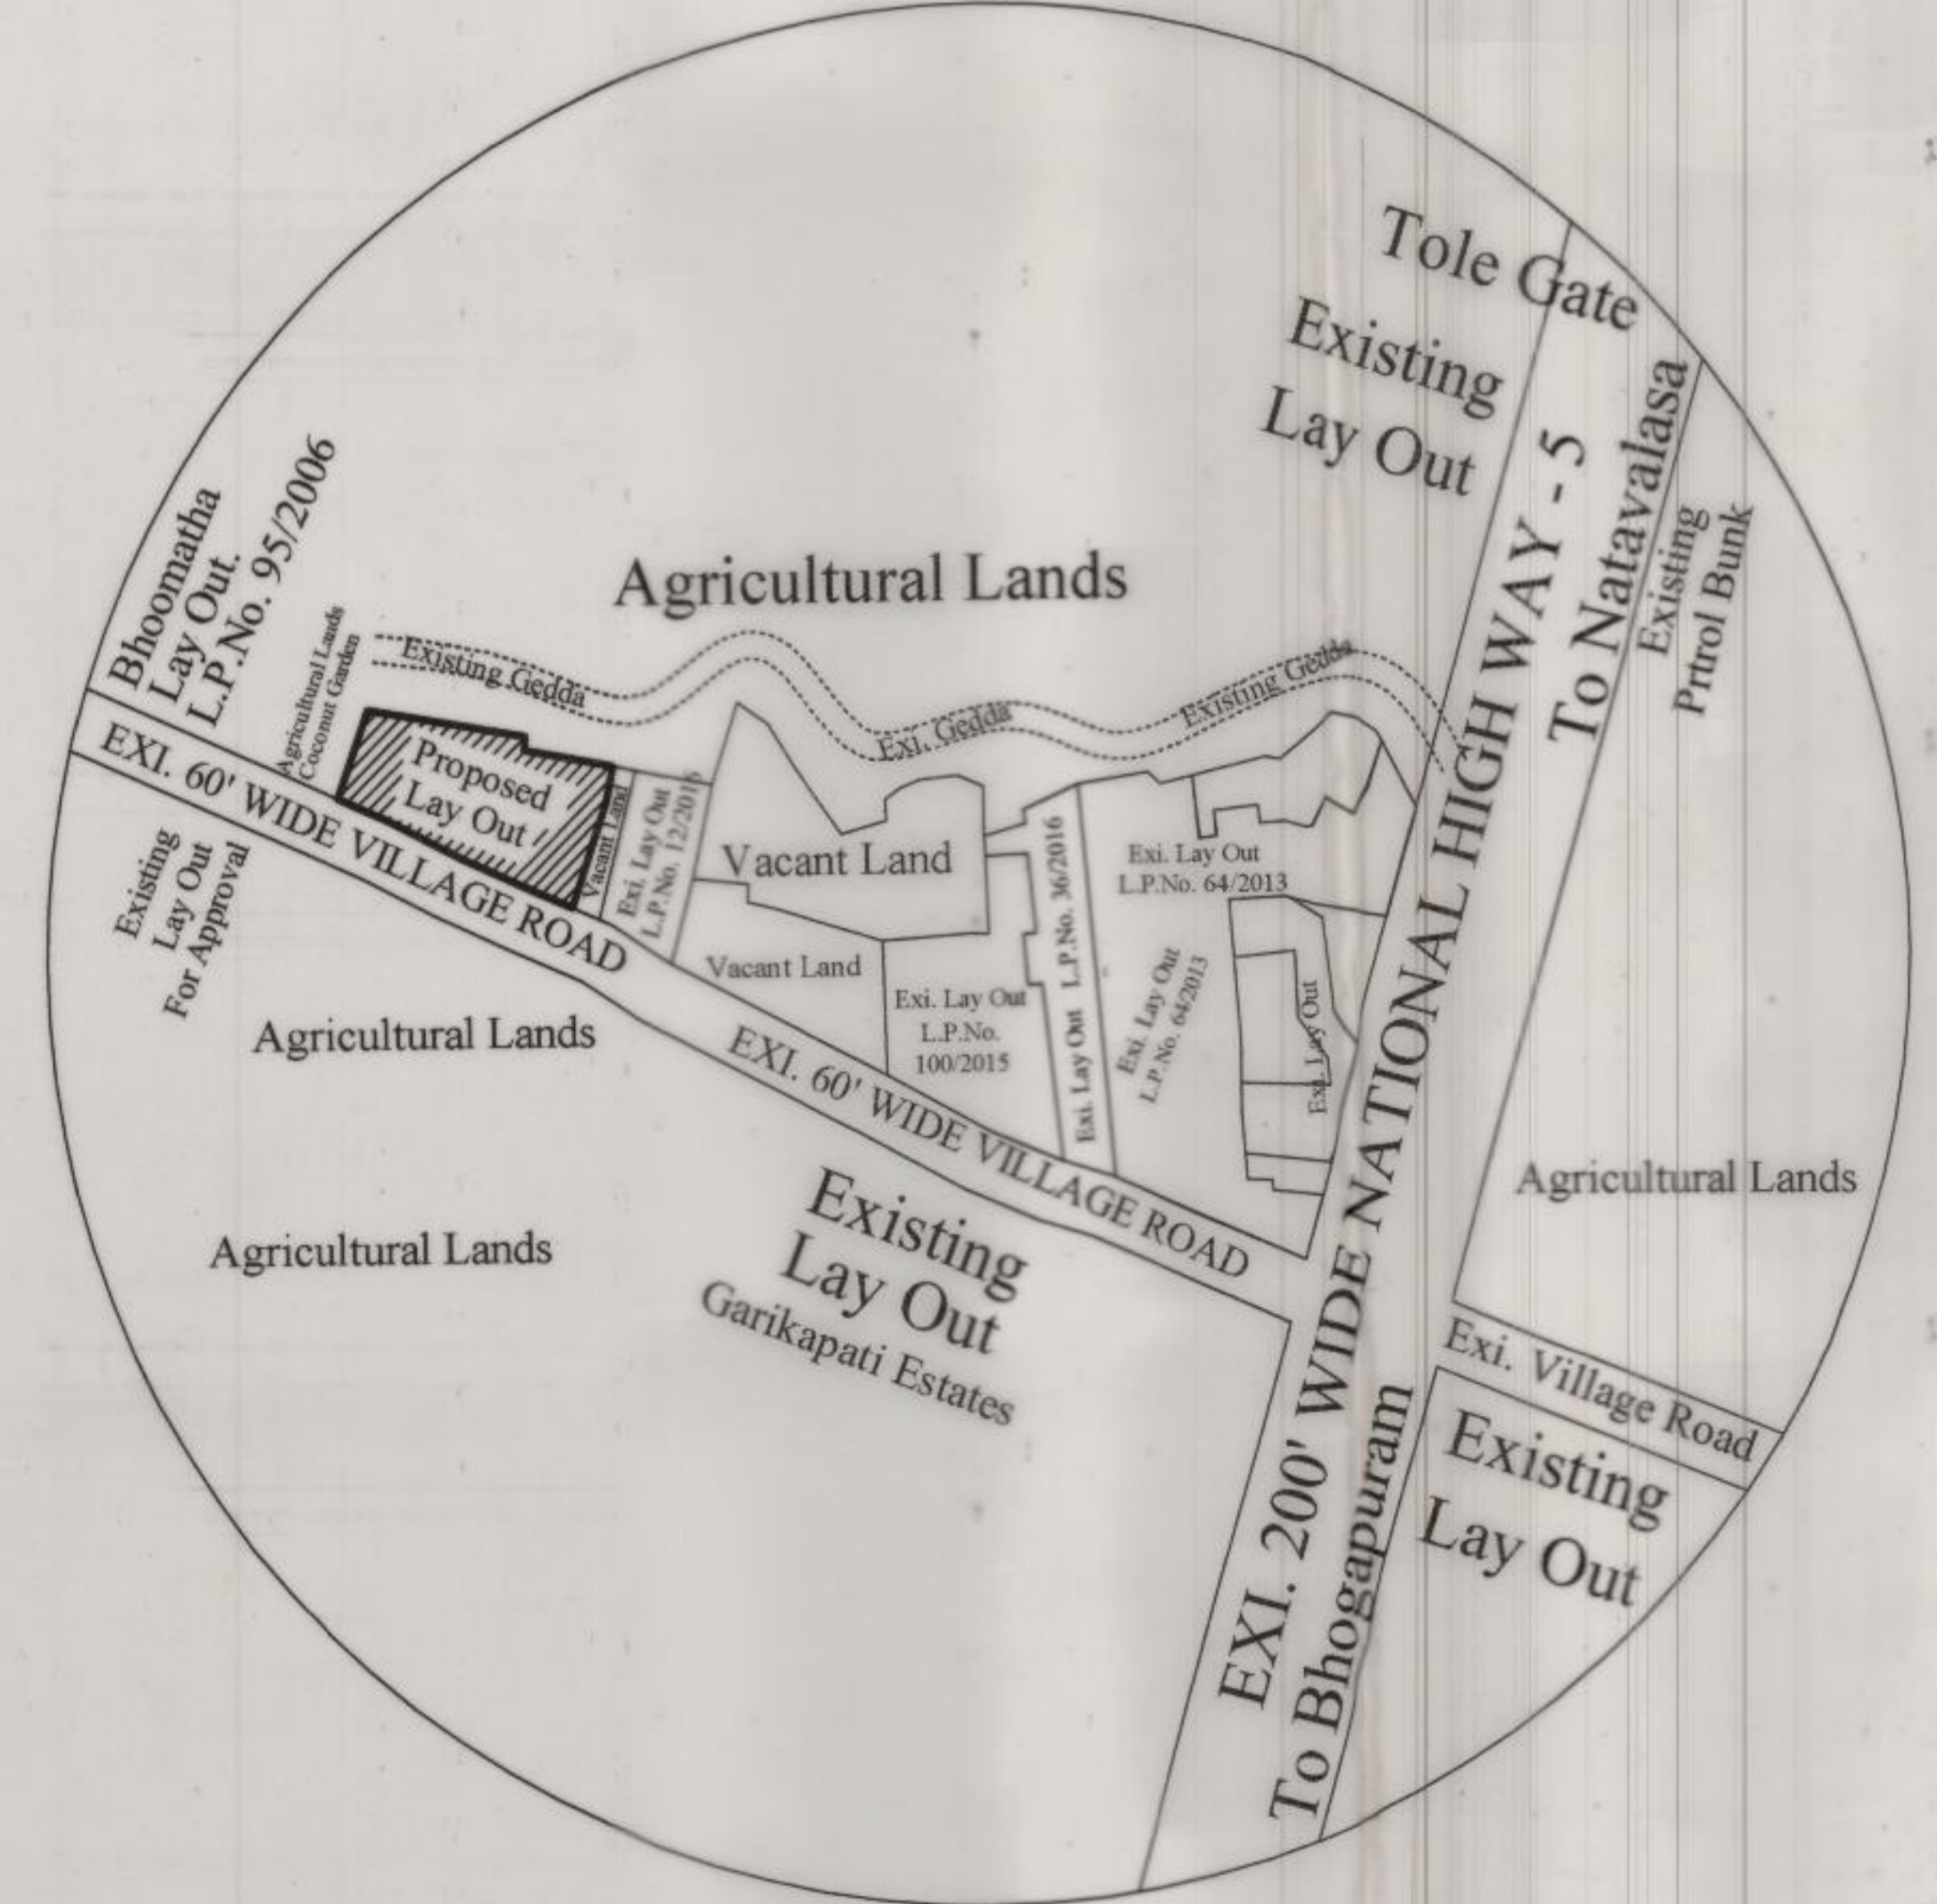 Tole Gate
Existing
Lay Out
To Natavalasa
Existing
Prtrol Bunk
Bhoomatha
Lay Out.
L.P.No. 95/2006
Agricultural Lands
Agricultural Lands
Coconut Garden
Existing Gedda
Exi. Gedda
Existing Gedda
Proposed
Lay Out
Vacant Land
Exi. Lay Out
L.P.No. 12/201
Vacant Land
Vacant Land
Exi. Lay Out
L.P.No.
100/2015
Exi. Lay Out L.P.No. 36/2016
Exi. Lay Out
L.P.No. 64/2013
Exi. Lay Out
L.P.No. 64/2013
Exi. Lay Out
EXI. 60' WIDE VILLAGE ROAD
EXI. 60' WIDE VILLAGE ROAD
Existing
Lay Out
For Approval
Agricultural Lands
Agricultural Lands
Existing
Lay Out
Garikapati Estates
EXI. 200' WIDE NATIONAL HIGH WAY - 5
To Bhogapuram
Agricultural Lands
Exi. Village Road
Existing
Lay Out